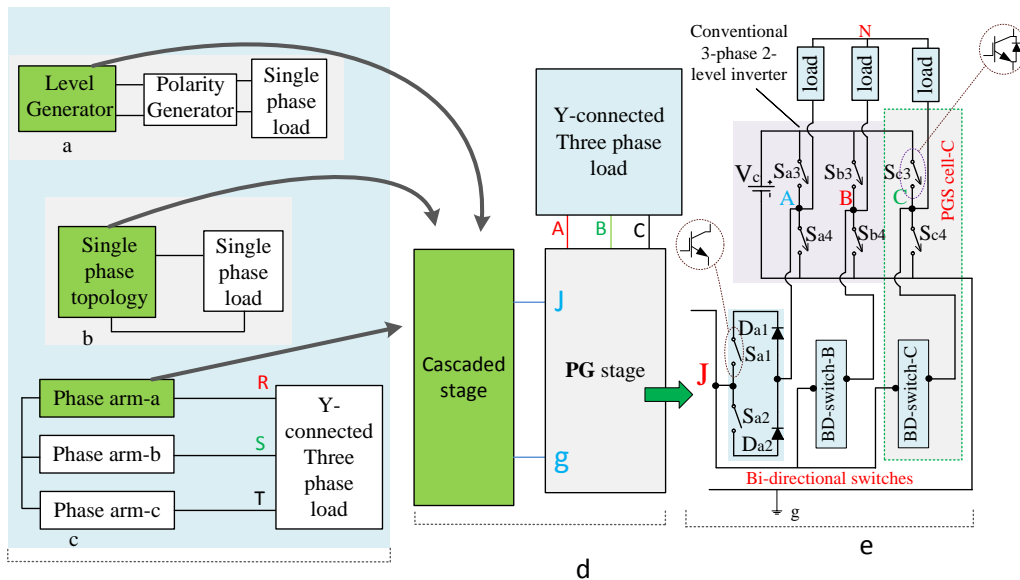 Level
Generator
Polarity
Generator
Single
phase
load
a
Single
phase
topology
Single
phase
load
b
Phase arm-a
Phase arm-b
Phase arm-c
R
S
T
Y-
connected
Three
phase
load
c
Cascaded
stage
J
g
Y-connected
Three phase
load
A
B
C
PG stage
d
Conventional
3-phase 2-
level inverter
N
load
load
load
Vc
Sa3
Sb3
Sc3
A
B
C
Sa4
Sb4
Sc4
PGS cell-C
J
Da1
Sa1
Sa2
Da2
BD-switch-B
BD-switch-C
Bi-directional switches
g
e